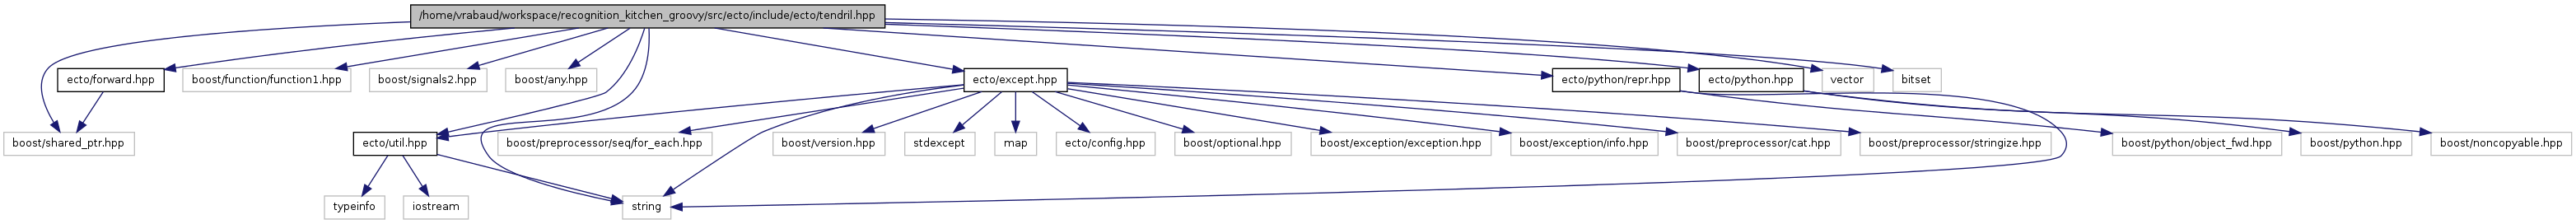 /home/vrabaud/workspace/recognition_kitchen_groovy/src/ecto/include/ecto/tendril.hpp
ecto/forward.hpp
boost/function/function1.hpp
boost/signals2.hpp
boost/any.hpp
ecto/except.hpp
ecto/python/repr.hpp
ecto/python.hpp
vector
bitset
boost/shared_ptr.hpp
ecto/util.hpp
boost/preprocessor/seq/for_each.hpp
boost/version.hpp
stdexcept
map
ecto/config.hpp
boost/optional.hpp
boost/exception/exception.hpp
boost/exception/info.hpp
boost/preprocessor/cat.hpp
boost/preprocessor/stringize.hpp
boost/python/object_fwd.hpp
boost/python.hpp
boost/noncopyable.hpp
typeinfo
iostream
string